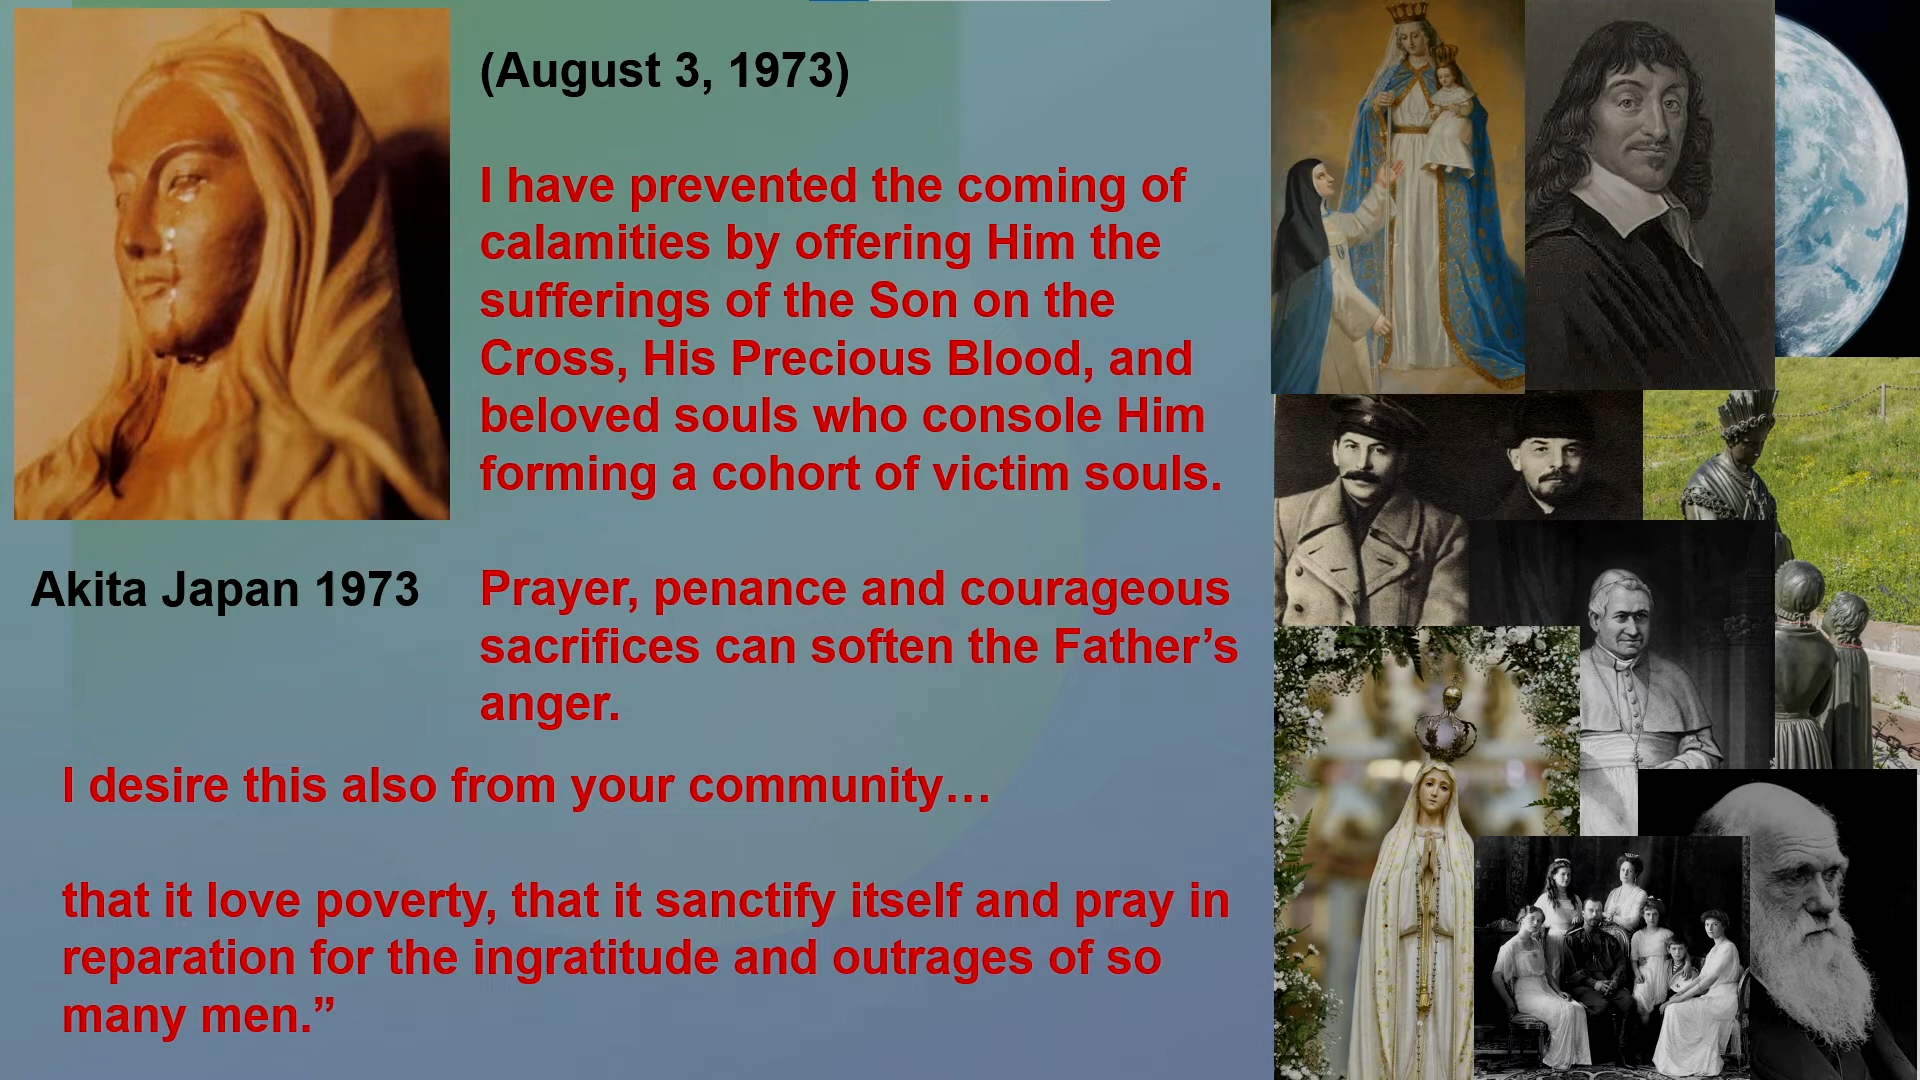 (August 3, 1973)
I have prevented the coming of
calamities by offering Him the
sufferings of the Son on the
Cross, His Precious Blood, and
beloved souls who console Him
forming a cohort of victim souls.
Akita Japan 1973
Prayer, penance and courageous
sacrifices can soften the Father’s
anger.
I desire this also from your community…
that it love poverty, that it sanctify itself and pray in
reparation for the ingratitude and outrages of so
many men.”